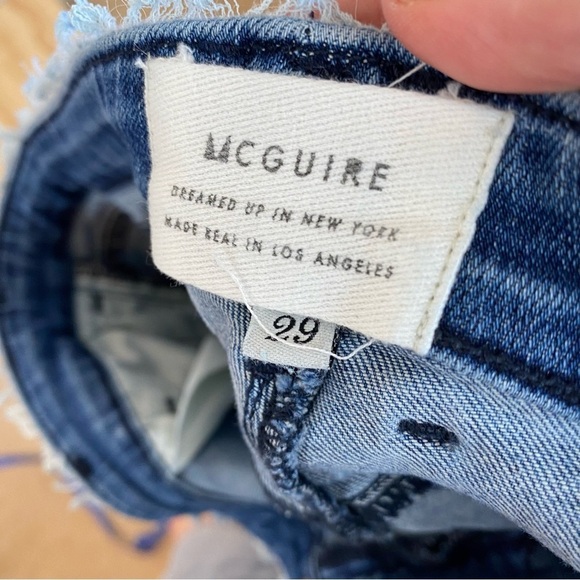 MCGUIRE
DREAMED UP IN NEW YORK
MADE REAL IN LOS ANGELES
29